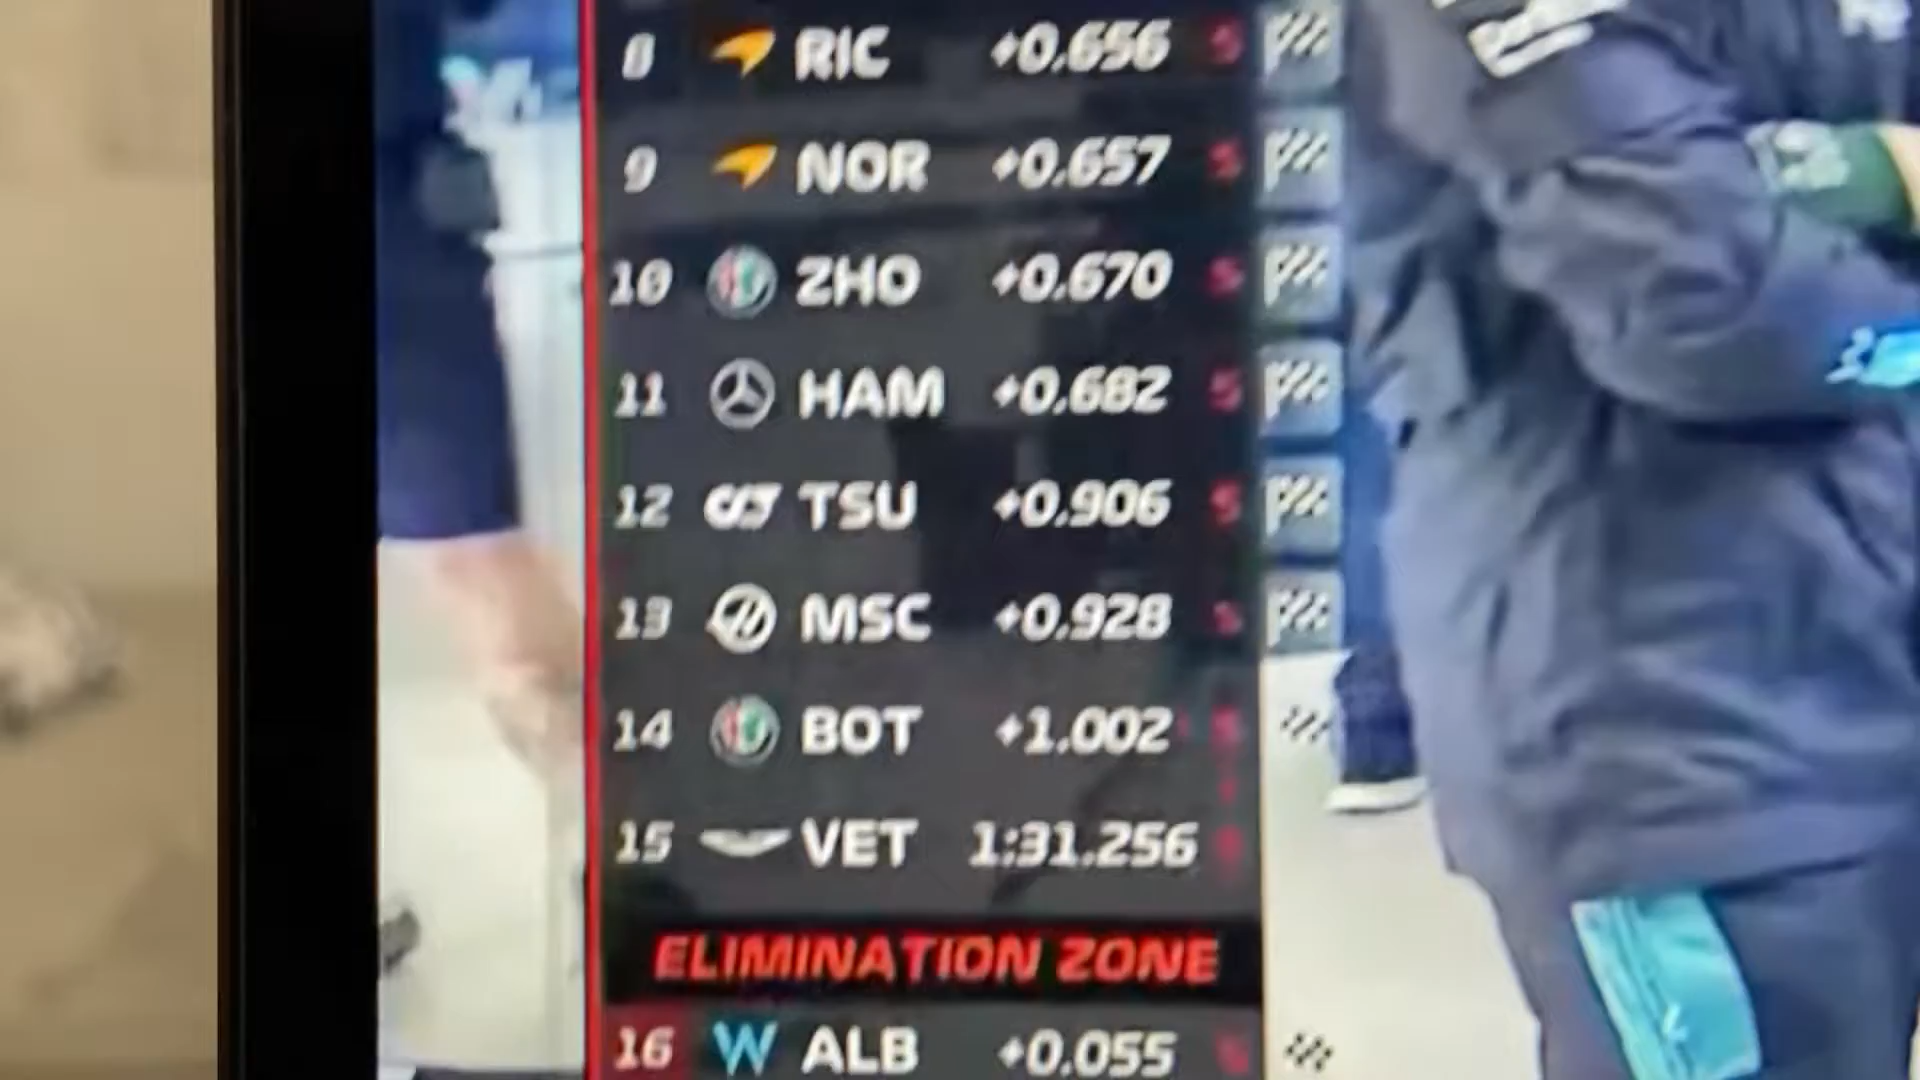 8 RIC +0.656 S
9 NOR +0.657 S
10 ZHO +0.670 S
11 HAM +0.682 S
12 TSU +0.906 S
13 MSC +0.928 S
14 BOT +1.002 S
15 VET 1:31.256
ELIMINATION ZONE
16 W ALB +0.055